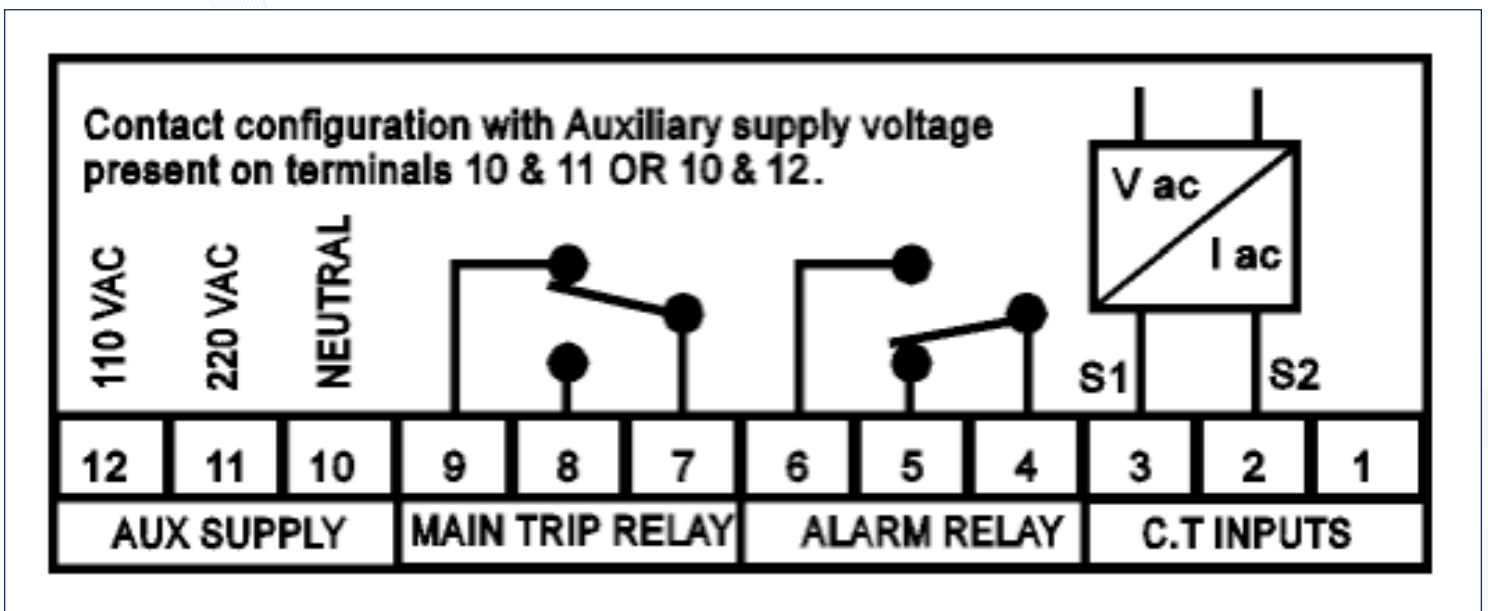 Contact configuration with Auxiliary supply voltage
present on terminals 10 & 11 OR 10 & 12.
V ac
I ac
110 VAC
220 VAC
NEUTRAL
S1
S2
12 11 10 9 8 7 6 5 4 3 2 1
AUX SUPPLY MAIN TRIP RELAY ALARM RELAY C.T INPUTS